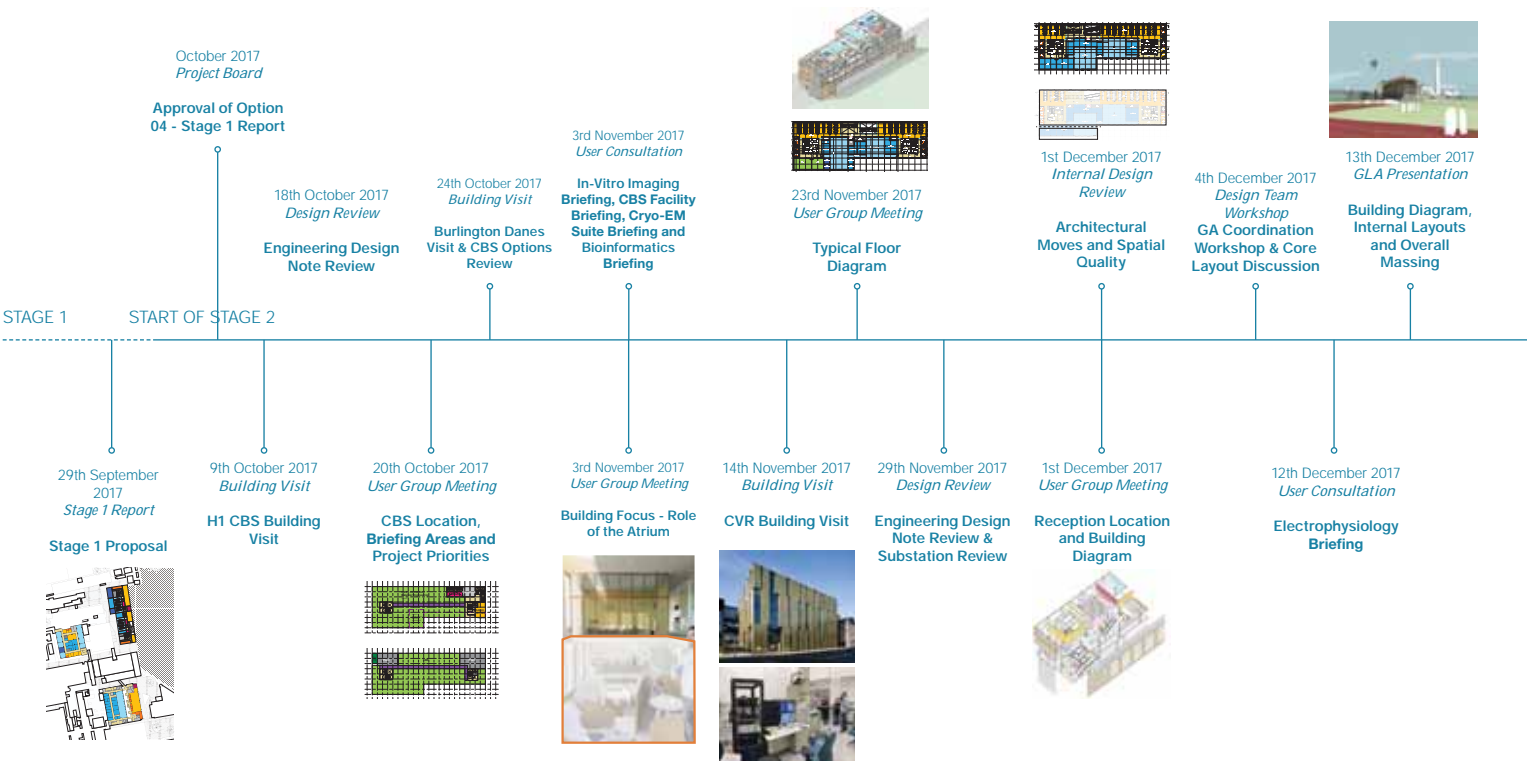 October 2017
Project Board
Approval of Option
04 - Stage 1 Report
18th October 2017
Design Review
Engineering Design
Note Review
24th October 2017
Building Visit
Burlington Danes
Visit & CBS Options
Review
3rd November 2017
User Consultation
In-Vitro Imaging
Briefing, CBS Facility
Briefing, Cryo-EM
Suite Briefing and
Bioinformatics
Briefing
23rd November 2017
User Group Meeting
Typical Floor
Diagram
1st December 2017
Internal Design
Review
Architectural
Moves and Spatial
Quality
4th December 2017
Design Team
Workshop
GA Coordination
Workshop & Core
Layout Discussion
13th December 2017
GLA Presentation
Building Diagram,
Internal Layouts
and Overall
Massing
STAGE 1
START OF STAGE 2
29th September
2017
Stage 1 Report
Stage 1 Proposal
9th October 2017
Building Visit
H1 CBS Building
Visit
20th October 2017
User Group Meeting
CBS Location,
Briefing Areas and
Project Priorities
3rd November 2017
User Group Meeting
Building Focus - Role
of the Atrium
14th November 2017
Building Visit
CVR Building Visit
29th November 2017
Design Review
Engineering Design
Note Review &
Substation Review
1st December 2017
User Group Meeting
Reception Location
and Building
Diagram
12th December 2017
User Consultation
Electrophysiology
Briefing